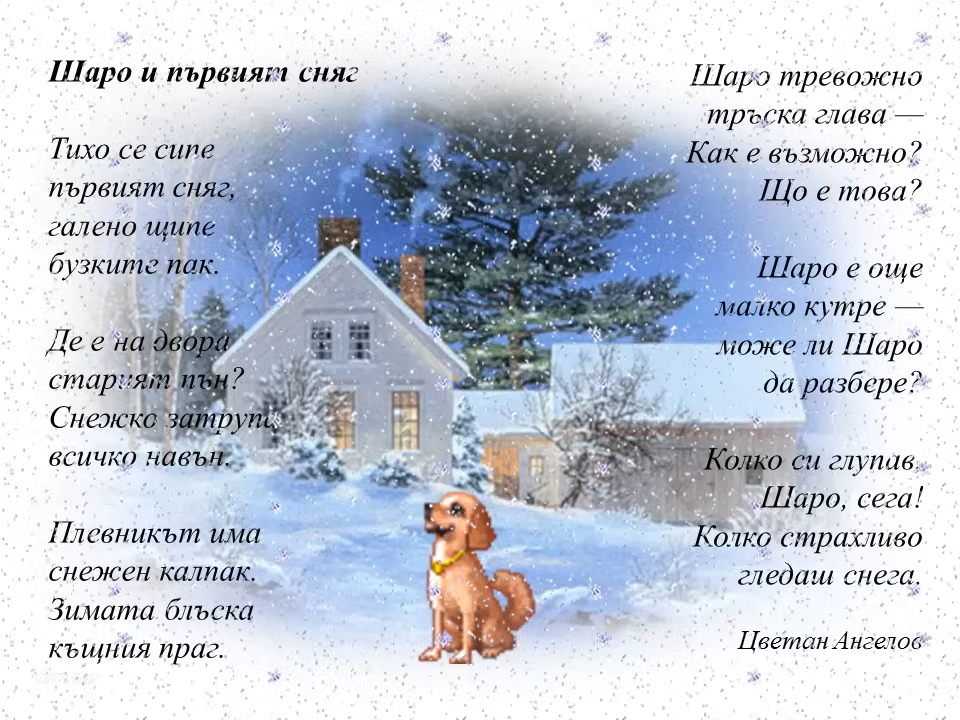 Шаро и първият сняг
Тихо се сипе
първият сняг,
галено щипе
бузките пак.
Де е на двора
старият пън?
Снежко затрупа
всичко навън.
Плевникът има
снежен калпак.
Зимата блъска
къщния праг.
Шаро тревожно
тръска глава —
Как е възможно?
Що е това?
Шаро е още
малко кутре —
може ли Шаро
да разбере?
Колко си глупав,
Шаро, сега!
Колко страхливо
гледаш снега.
Цветан Ангелов